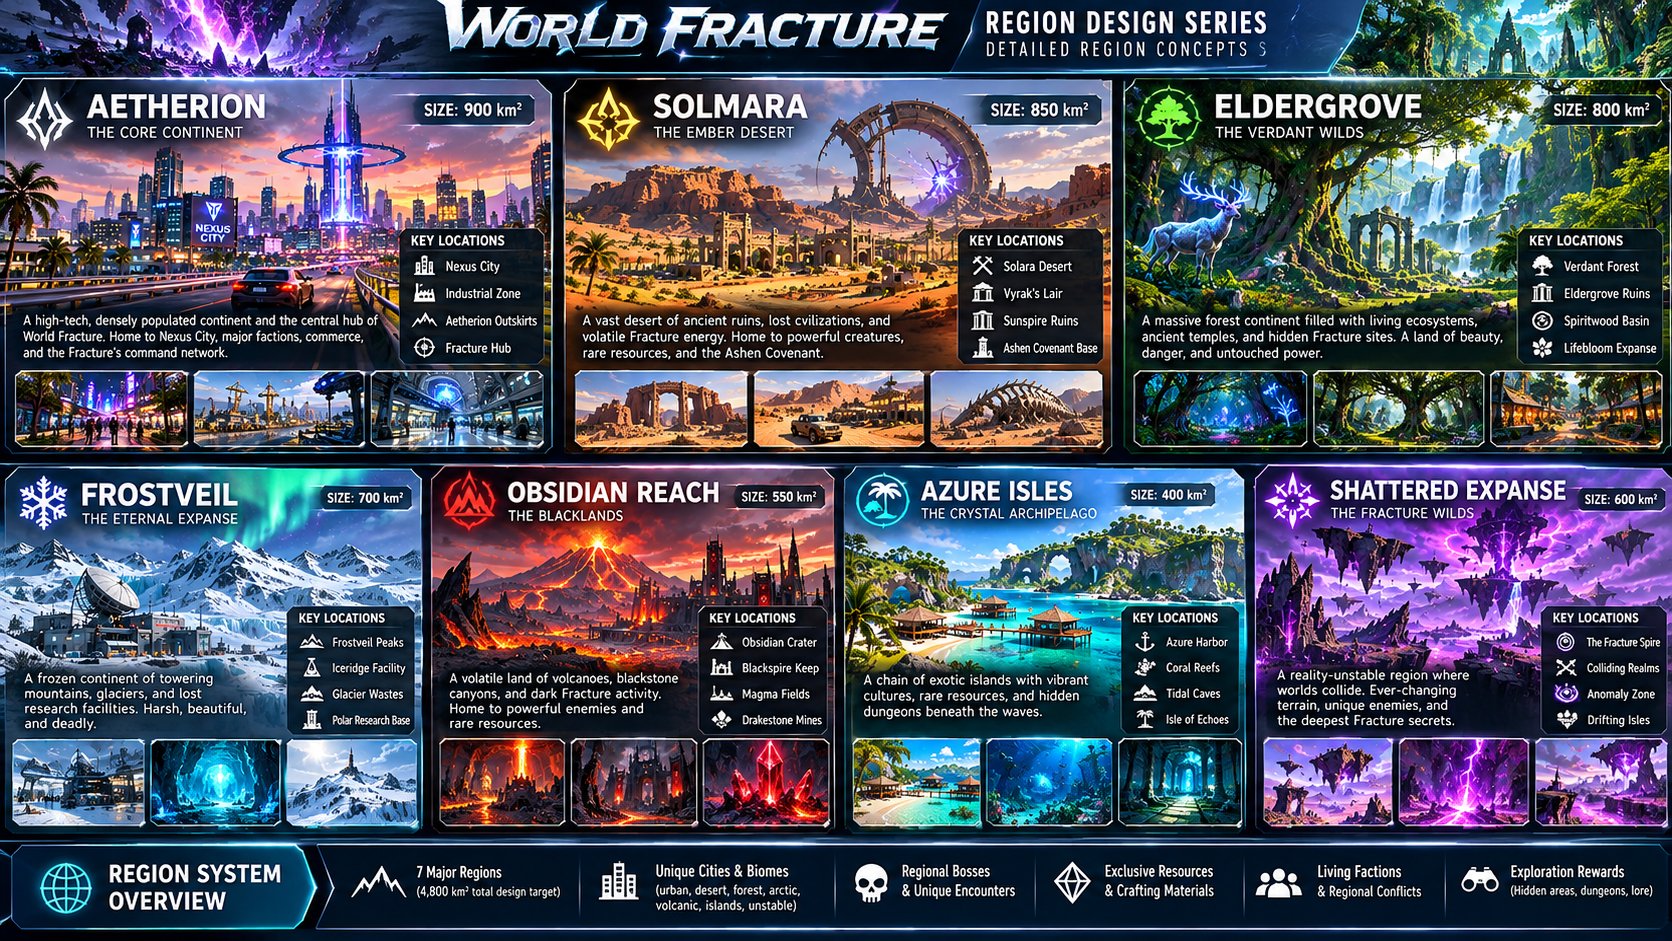 WORLD FRACTURE
REGION DESIGN SERIES
DETAILED REGION CONCEPTS S
AETHERION
THE CORE CONTINENT
SIZE: 900 km²
NEXUS
CITY
KEY LOCATIONS
Nexus City
Industrial Zone
Aetherion Outskirts
Fracture Hub
A high-tech, densely populated continent and the central hub of
World Fracture. Home to Nexus City, major factions, commerce,
and the Fracture's command network.
SOLMARA
THE EMBER DESERT
SIZE: 850 km²
KEY LOCATIONS
Solara Desert
Vyrak's Lair
Sunspire Ruins
Ashen Covenant Base
A vast desert of ancient ruins, lost cvilizations, and
volatile Fracture energy. Home to powerful creatures,
rare resources, and the Ashen Covenant.
ELDERGROVE
THE VERDANT WILDS
SIZE: 800 km²
KEY LOCATIONS
Verdant Forest
Eldergrove Ruins
Spiritwood Basin
Lifebloom Expanse
A massive forest continent filled with living ecosystems,
ancient temples, and hidden Fracture sites. A land of beauty,
danger, and untouched power.
FROSTVEIL
THE ETERNAL EXPANSE
SIZE: 700 km²
KEY LOCATIONS
Frostveil Peaks
Iceridge Facility
Glacier Wastes
Polar Research Base
A frozen continent of towering
mountains, glaciers, and lost
research facilities. Harsh, beautiful,
and deadly.
OBSIDIAN REACH
THE BLACKLANDS
SIZE: 550 km²
KEY LOCATIONS
Obsidian Crater
Blackspire Keep
Magma Fields
Drakestone Mines
A volatile land of volcanoes, blackstone
canyons, and dark Fracture activity.
Home to powerful enemies and
rare resources.
AZURE ISLES
THE CRYSTAL ARCHIPELAGO
SIZE: 400 km²
KEY LOCATIONS
Azure Harbor
Coral Reefs
Tidal Caves
Isle of Echoes
A chain of exotic islands with vibrant
cultures, rare resources, and hidden
dungeons beneath the waves.
SHATTERED EXPANSE
THE FRACTURE WILDS
SIZE: 600 km²
KEY LOCATIONS
The Fracture Spire
Colliding Realms
Anomaly Zone
Drifting Isles
A reality-unstable region where
worlds collide. Ever-changing
terrain, unique enemies, and
the deepest Fracture secrets.
REGION SYSTEM
OVERVIEW
7 Major Regions
(4,800 km² total design target)
Unique Cities & Biomes
(urban, desert, forest, arctic,
volcanic, islands, unstable)
Regional Bosses
& Unique Encounters
Exclusive Resources
& Crafting Materials
Living Factions
& Regional Conflicts
Exploration Rewards
(Hidden areas, dungeons, lore)